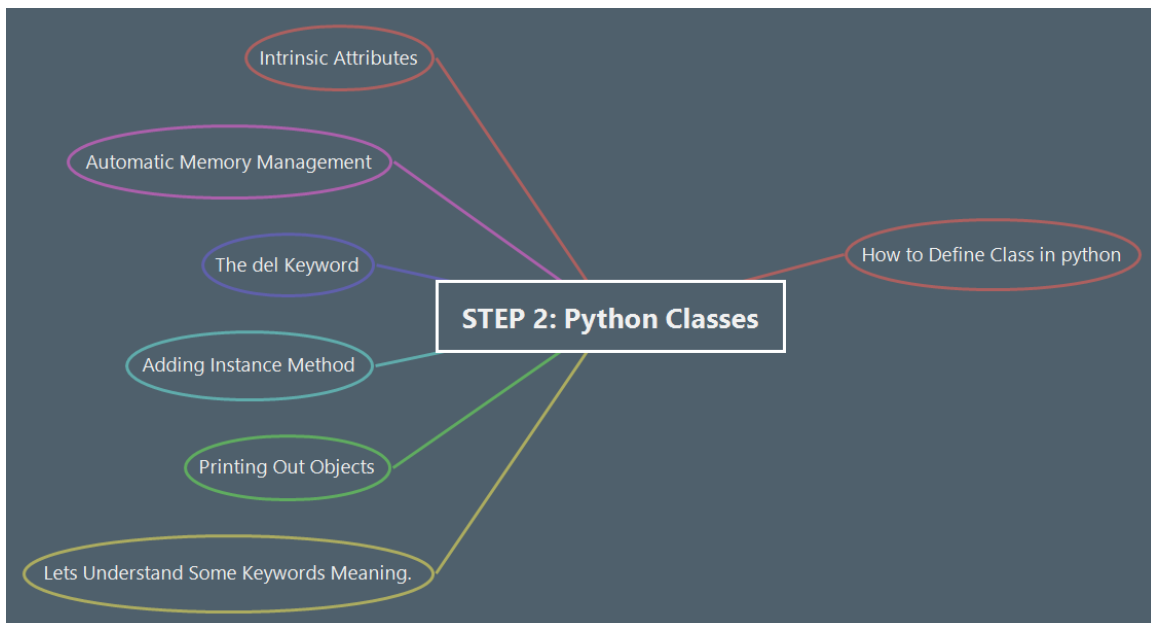 Intrinsic Attributes
Automatic Memory Management
How to Define Class in python
The del Keyword
STEP 2: Python Classes
Adding Instance Method
Printing Out Objects
Lets Understand Some Keywords Meaning.